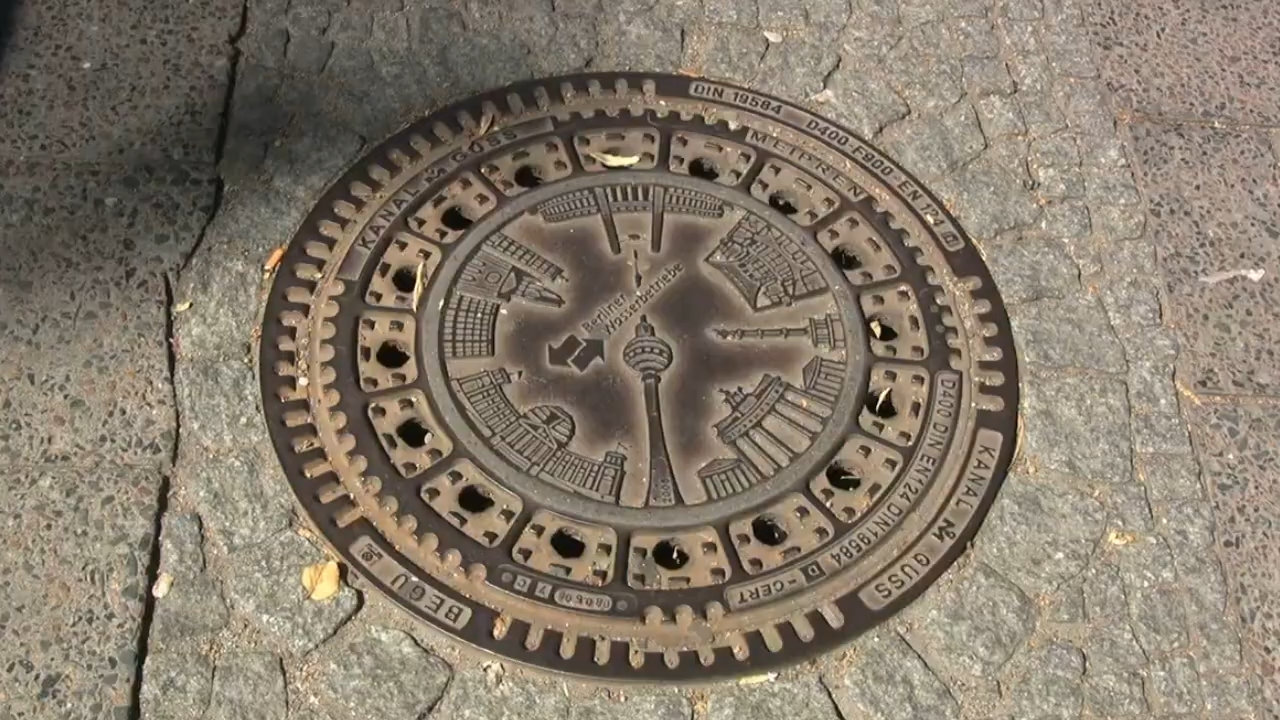 DIN 19584 D400-F900-EN 124 D
KANAL GUSS
MEIPREN
Berliner
Wasserbetriebe
D400 DIN EN124 DIN19584
D -CERT
KANAL M GUSS
BEGU